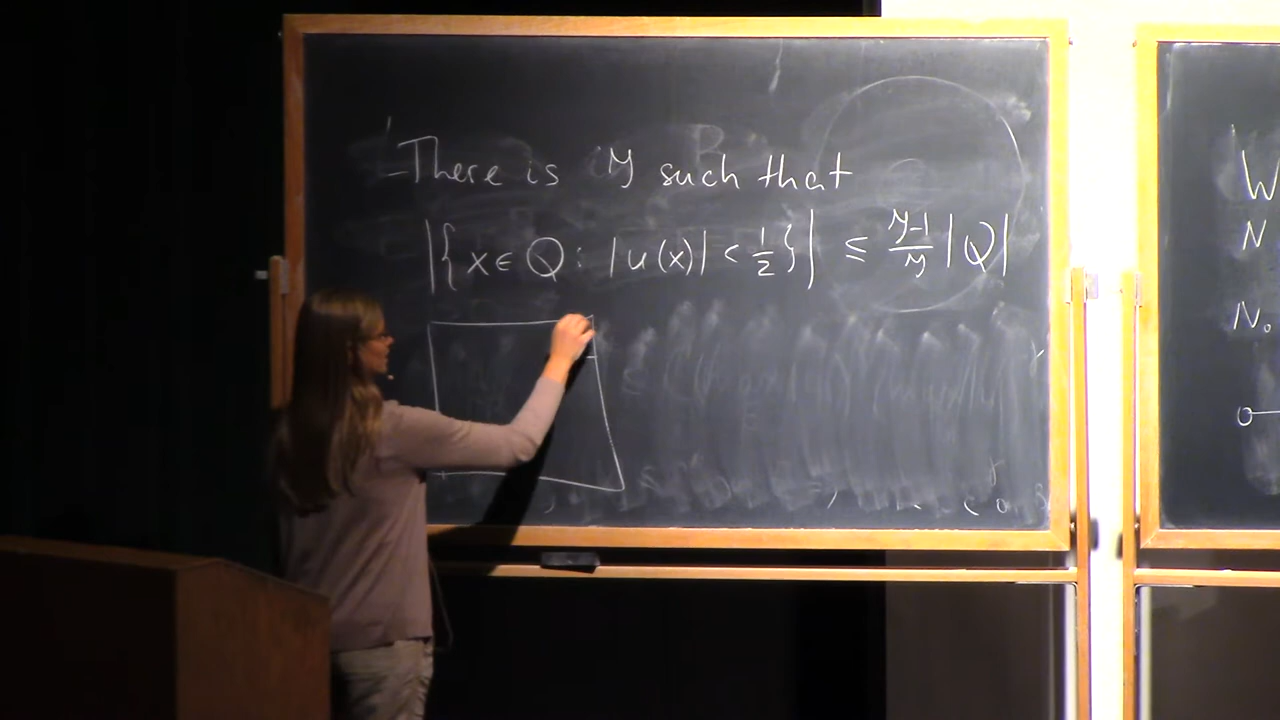 There is M such that
|{x ∈ Q : |u(x)| < 1/2}| ≤ (M-1)/M |Q|
W
N
N.